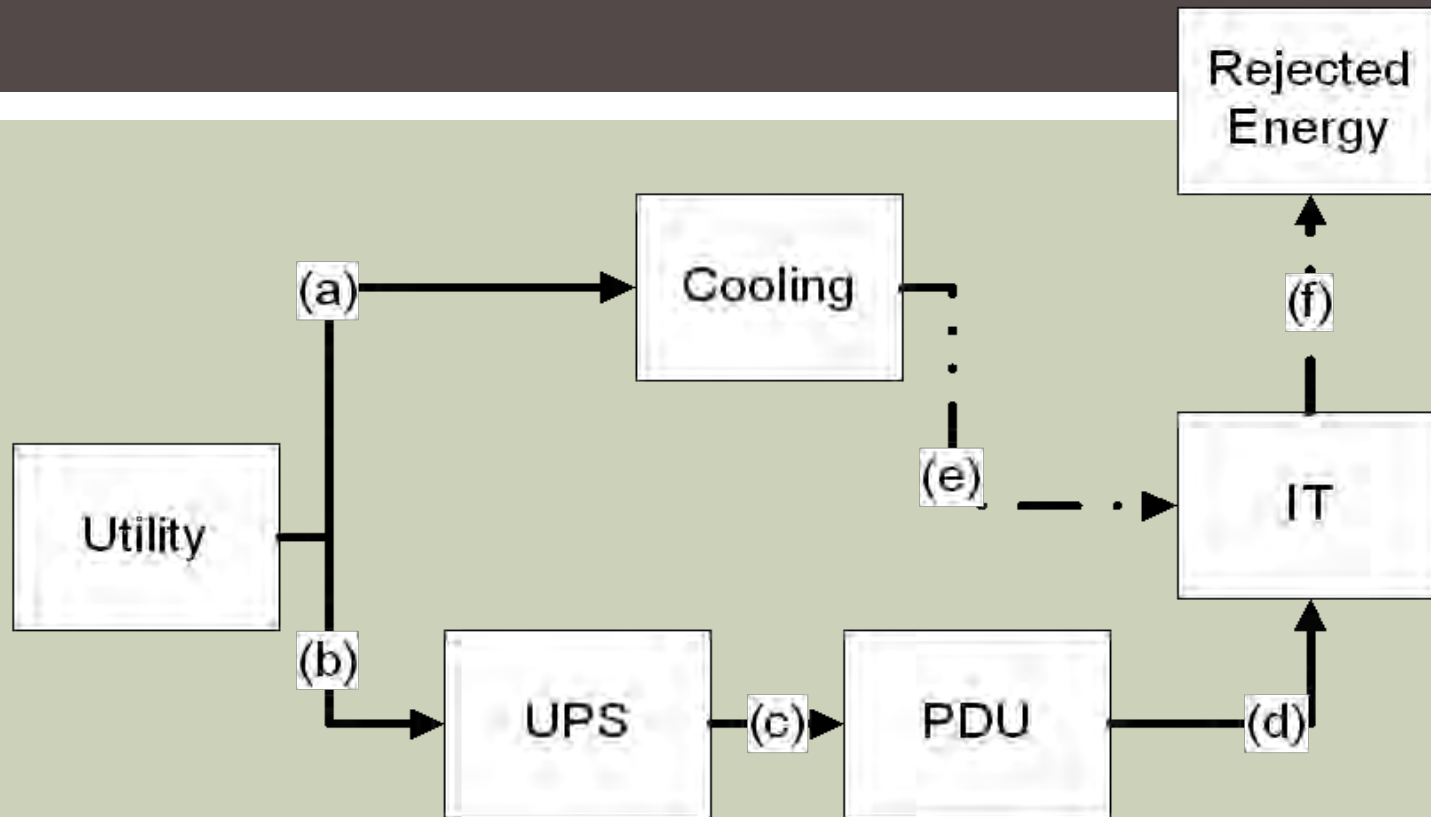 Rejected
Energy
(a)
Cooling
(f)
(e)
Utility
IT
(b)
UPS
(c)
PDU
(d)